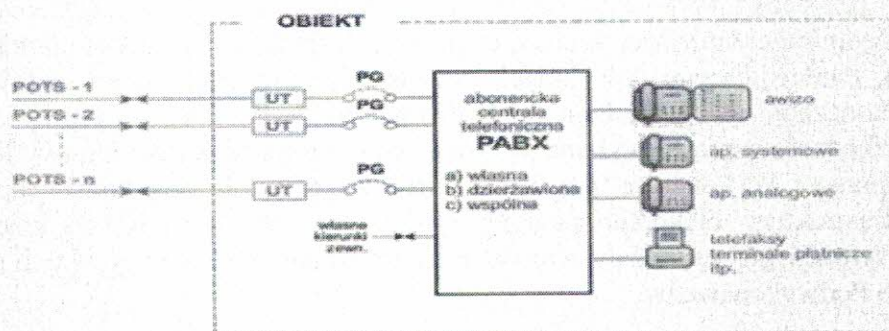 OBIEKT
POTS - 1
POTS - 2
POTS - n
UT
UT
UT
PG
PG
PG
abonencka
centrala
telefoniczna
PABX
a) własna
b) dzierżawiona
c) wspólna
własne
kierunki
zewn.
awizo
ap. systemowe
ap. analogowe
telefaksy
terminale płatnicze
itp.